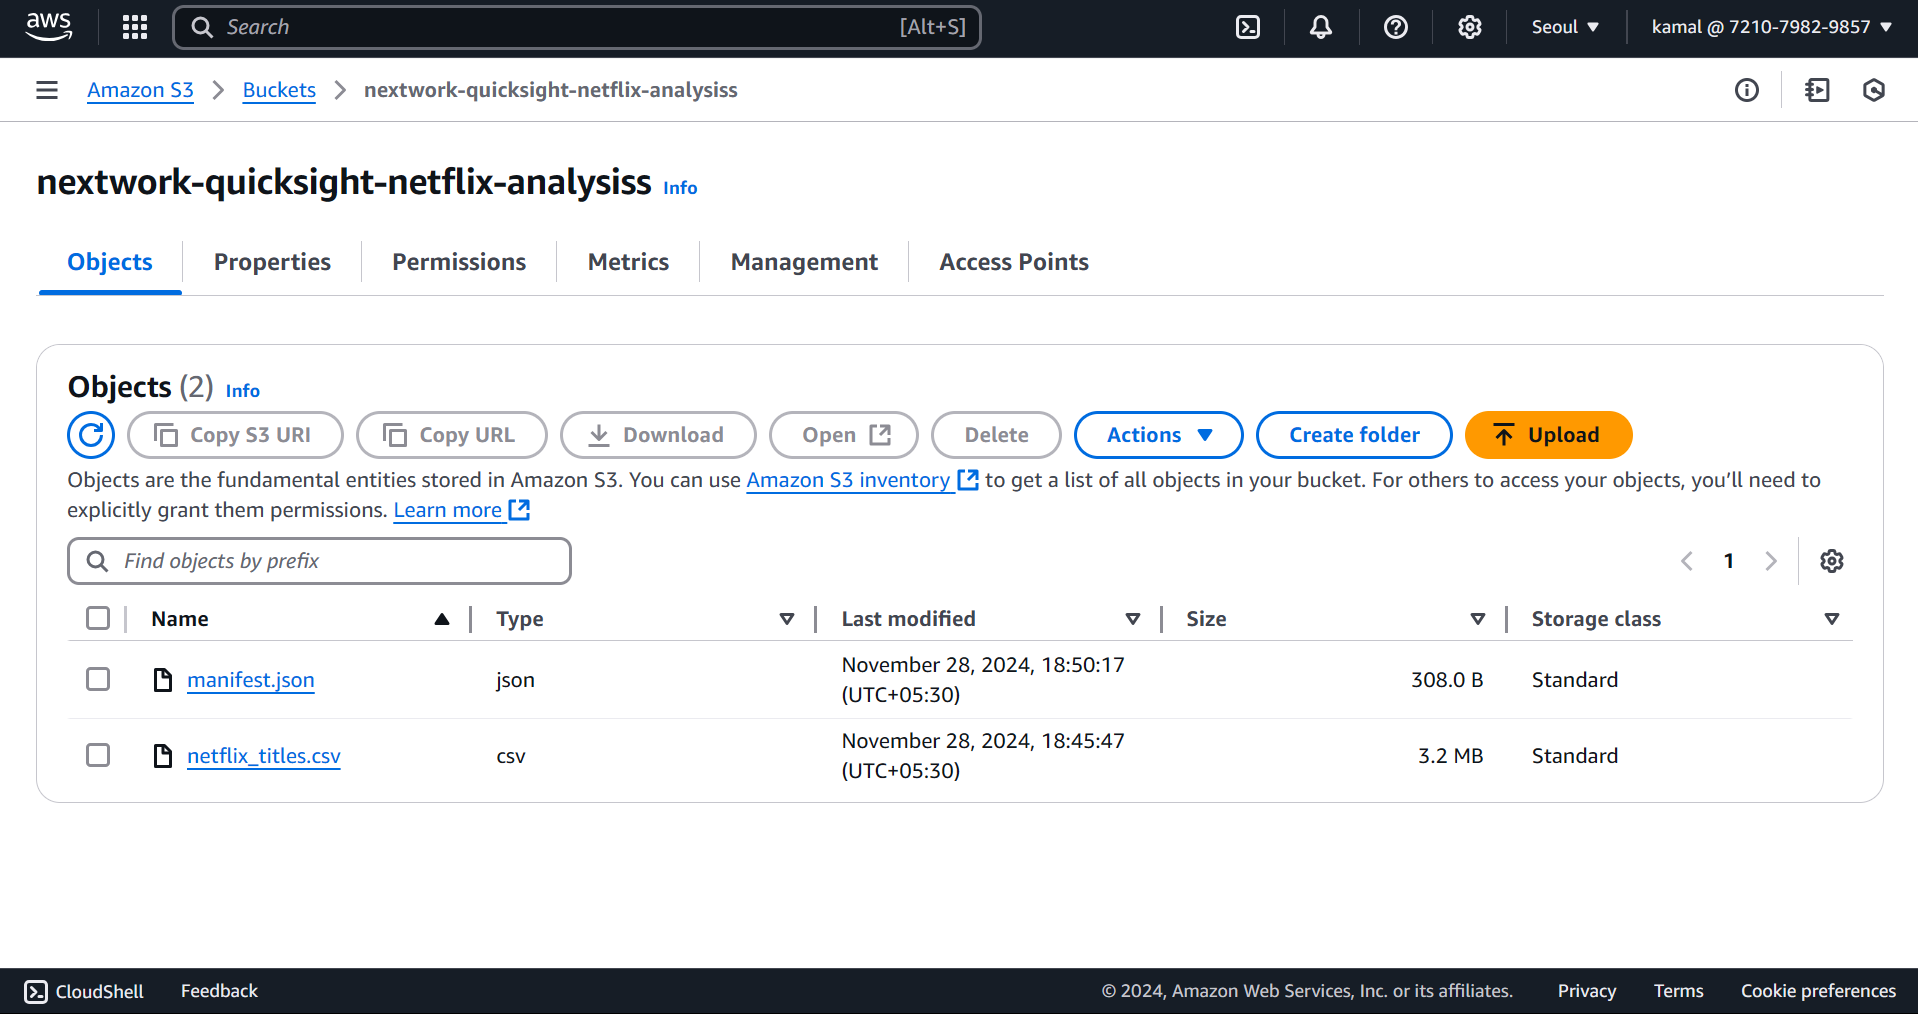 aws
Search [Alt+S]
Seoul
kamal @ 7210-7982-9857
Amazon S3 Buckets nextwork-quicksight-netflix-analysiss
nextwork-quicksight-netflix-analysiss Info
Objects Properties Permissions Metrics Management Access Points
Objects (2) Info
Copy S3 URI Copy URL Download Open Delete Actions Create folder Upload
Objects are the fundamental entities stored in Amazon S3. You can use Amazon S3 inventory to get a list of all objects in your bucket. For others to access your objects, you’ll need to
explicitly grant them permissions. Learn more
Find objects by prefix
1
Name Type Last modified Size Storage class
manifest.json json November 28, 2024, 18:50:17 (UTC+05:30) 308.0 B Standard
netflix_titles.csv csv November 28, 2024, 18:45:47 (UTC+05:30) 3.2 MB Standard
CloudShell Feedback © 2024, Amazon Web Services, Inc. or its affiliates. Privacy Terms Cookie preferences